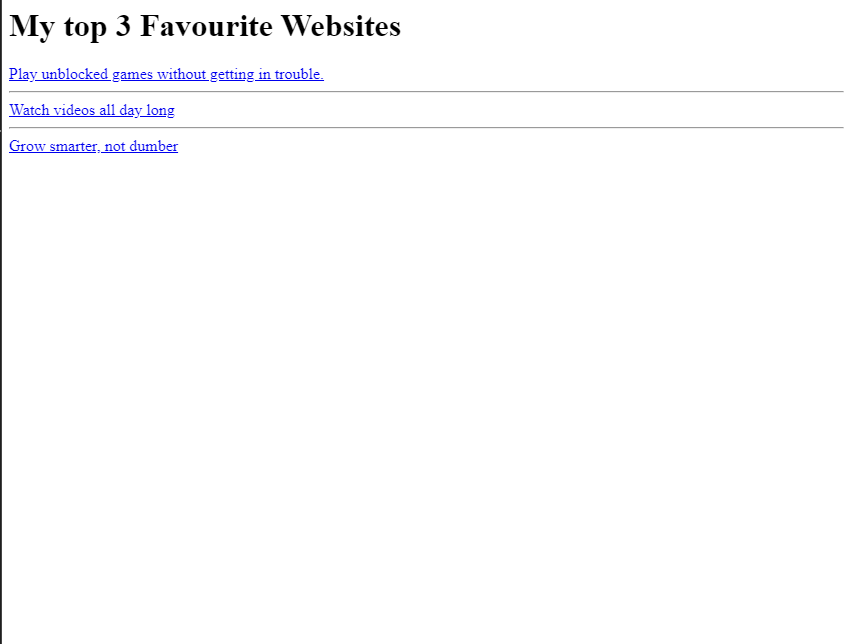 My top 3 Favourite Websites
Play unblocked games without getting in trouble.
Watch videos all day long
Grow smarter, not dumber